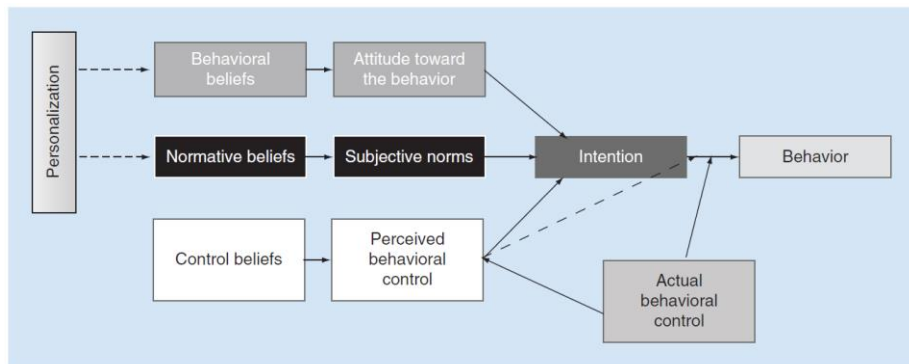 Personalization
Behavioral
beliefs
Attitude toward
the behavior
Normative beliefs
Subjective norms
Intention
Behavior
Control beliefs
Perceived
behavioral
control
Actual
behavioral
control